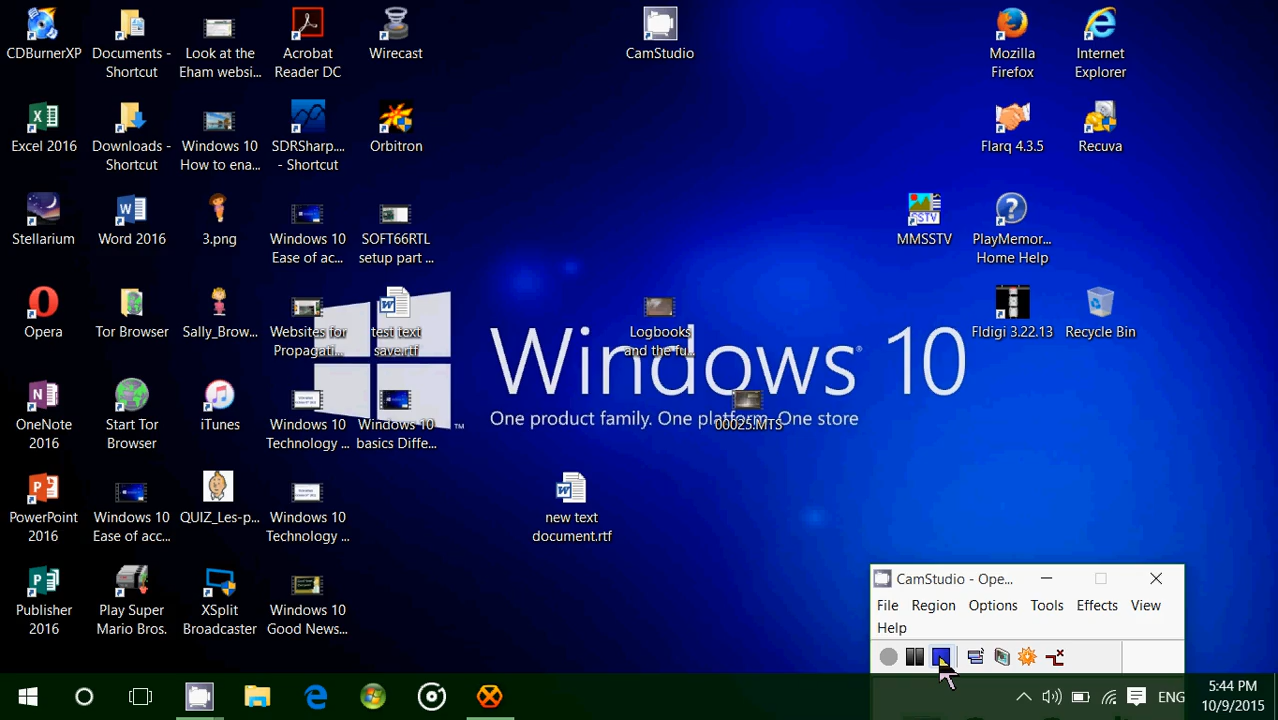 CDBurnerXP
Documents -
Shortcut
Look at the
Eham websi...
Acrobat
Reader DC
Wirecast
CamStudio
Mozilla
Firefox
Internet
Explorer
Excel 2016
Downloads -
Shortcut
Windows 10
How to ena...
SDRSharp....
- Shortcut
Orbitron
Flarq 4.3.5
Recuva
Stellarium
Word 2016
3.png
Windows 10
Ease of ac...
SOFT66RTL
setup part ...
SSTV
MMSSTV
PlayMemor...
Home Help
Opera
Tor Browser
Sally_Brow...
Websites for
Propagati...
test text
save.rtf
Logbooks
and the fu...
Fldigi 3.22.13
Recycle Bin
Windows® 10
One product family. One platform. One store
™
OneNote
2016
Start Tor
Browser
iTunes
Windows 10
Technology ...
Windows 10
basics Diffe...
00025.MTS
PowerPoint
2016
Windows 10
Ease of acc...
QUIZ_Les-p...
Windows 10
Technology ...
new text
document.rtf
Publisher
2016
Play Super
Mario Bros.
XSplit
Broadcaster
Windows 10
Good News...
CamStudio - Ope...
File Region Options Tools Effects View
Help
ENG
5:44 PM
10/9/2015